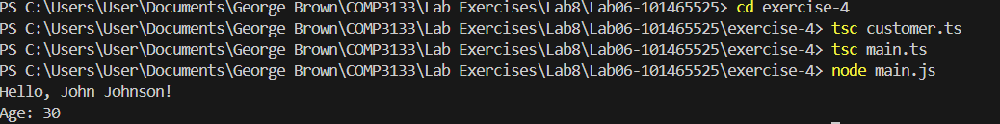 PS C:\Users\User\Documents\George Brown\COMP3133\Lab Exercises\Lab8\Lab06-101465525> cd exercise-4
PS C:\Users\User\Documents\George Brown\COMP3133\Lab Exercises\Lab8\Lab06-101465525\exercise-4> tsc customer.ts
PS C:\Users\User\Documents\George Brown\COMP3133\Lab Exercises\Lab8\Lab06-101465525\exercise-4> tsc main.ts
PS C:\Users\User\Documents\George Brown\COMP3133\Lab Exercises\Lab8\Lab06-101465525\exercise-4> node main.js
Hello, John Johnson!
Age: 30